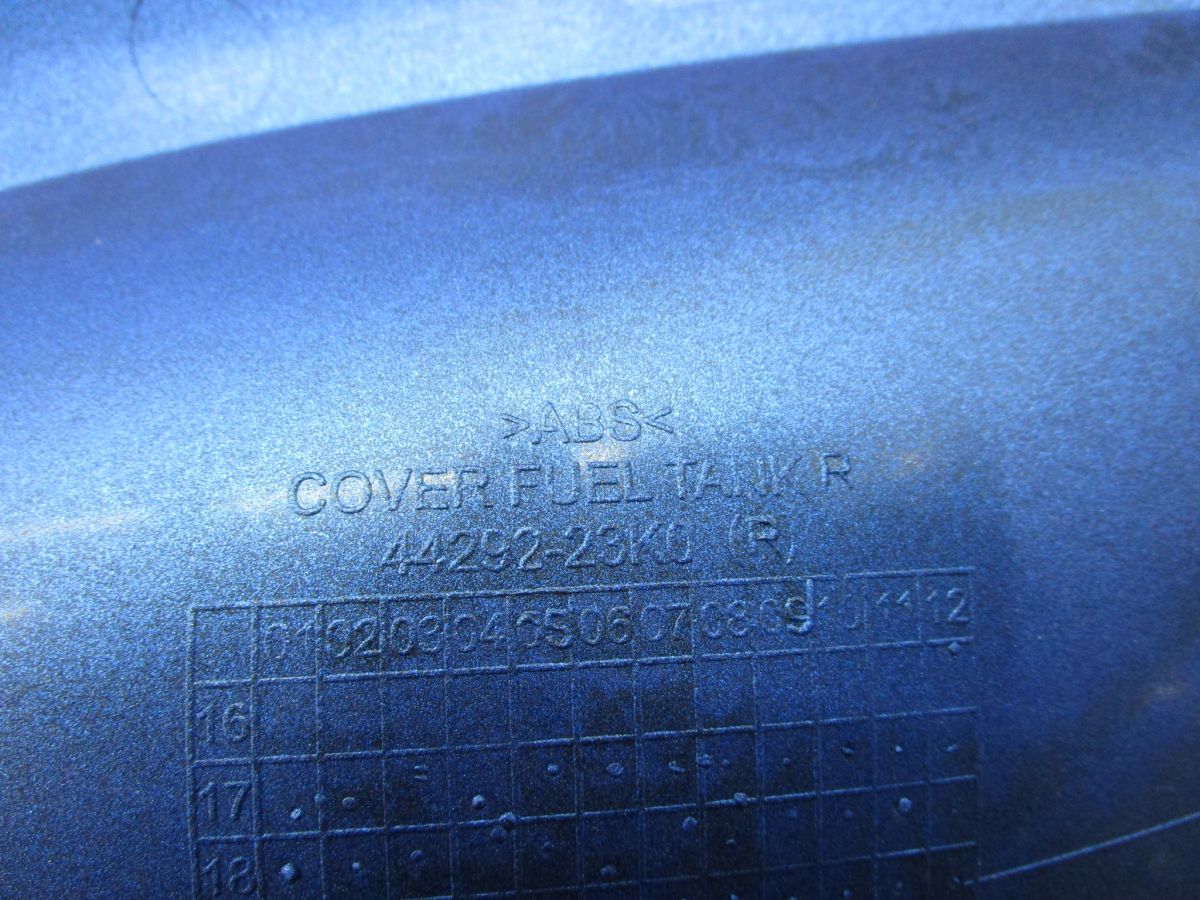 >ABS<
COVER FUEL TANK R
44292-23K0 (R)
01 02 03 04 05 06 07 08 09 10 11 12
16
17
18